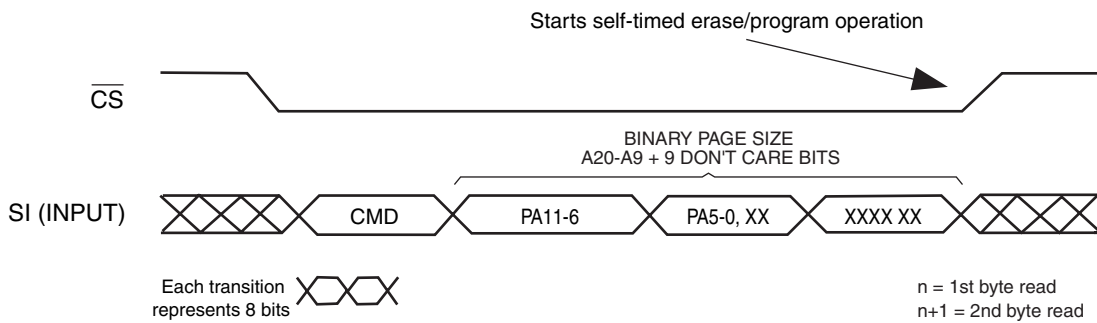 Starts self-timed erase/program operation
CS
BINARY PAGE SIZE
A20-A9 + 9 DON'T CARE BITS
SI (INPUT)
CMD
PA11-6
PA5-0, XX
XXXX XX
Each transition
represents 8 bits
n = 1st byte read
n+1 = 2nd byte read